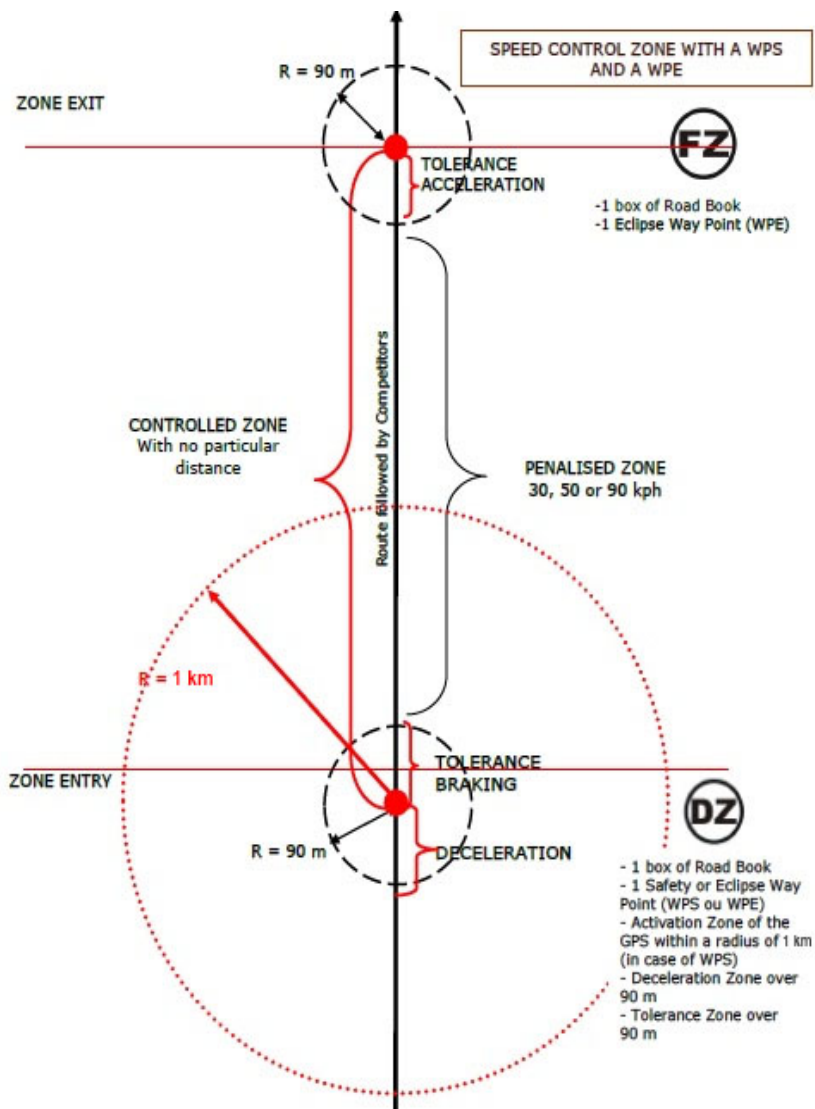 SPEED CONTROL ZONE WITH A WPS
AND A WPE
R = 90 m
ZONE EXIT
FZ
TOLERANCE
ACCELERATION
-1 box of Road Book
-1 Eclipse Way Point (WPE)
Route followed by Competitors
CONTROLLED ZONE
With no particular
distance
PENALISED ZONE
30, 50 or 90 kph
R = 1 km
ZONE ENTRY
TOLERANCE
BRAKING
DZ
R = 90 m
DECELERATION
- 1 box of Road Book
- 1 Safety or Eclipse Way
Point (WPS ou WPE)
- Activation Zone of the
GPS within a radius of 1 km
(in case of WPS)
- Deceleration Zone over
90 m
- Tolerance Zone over
90 m